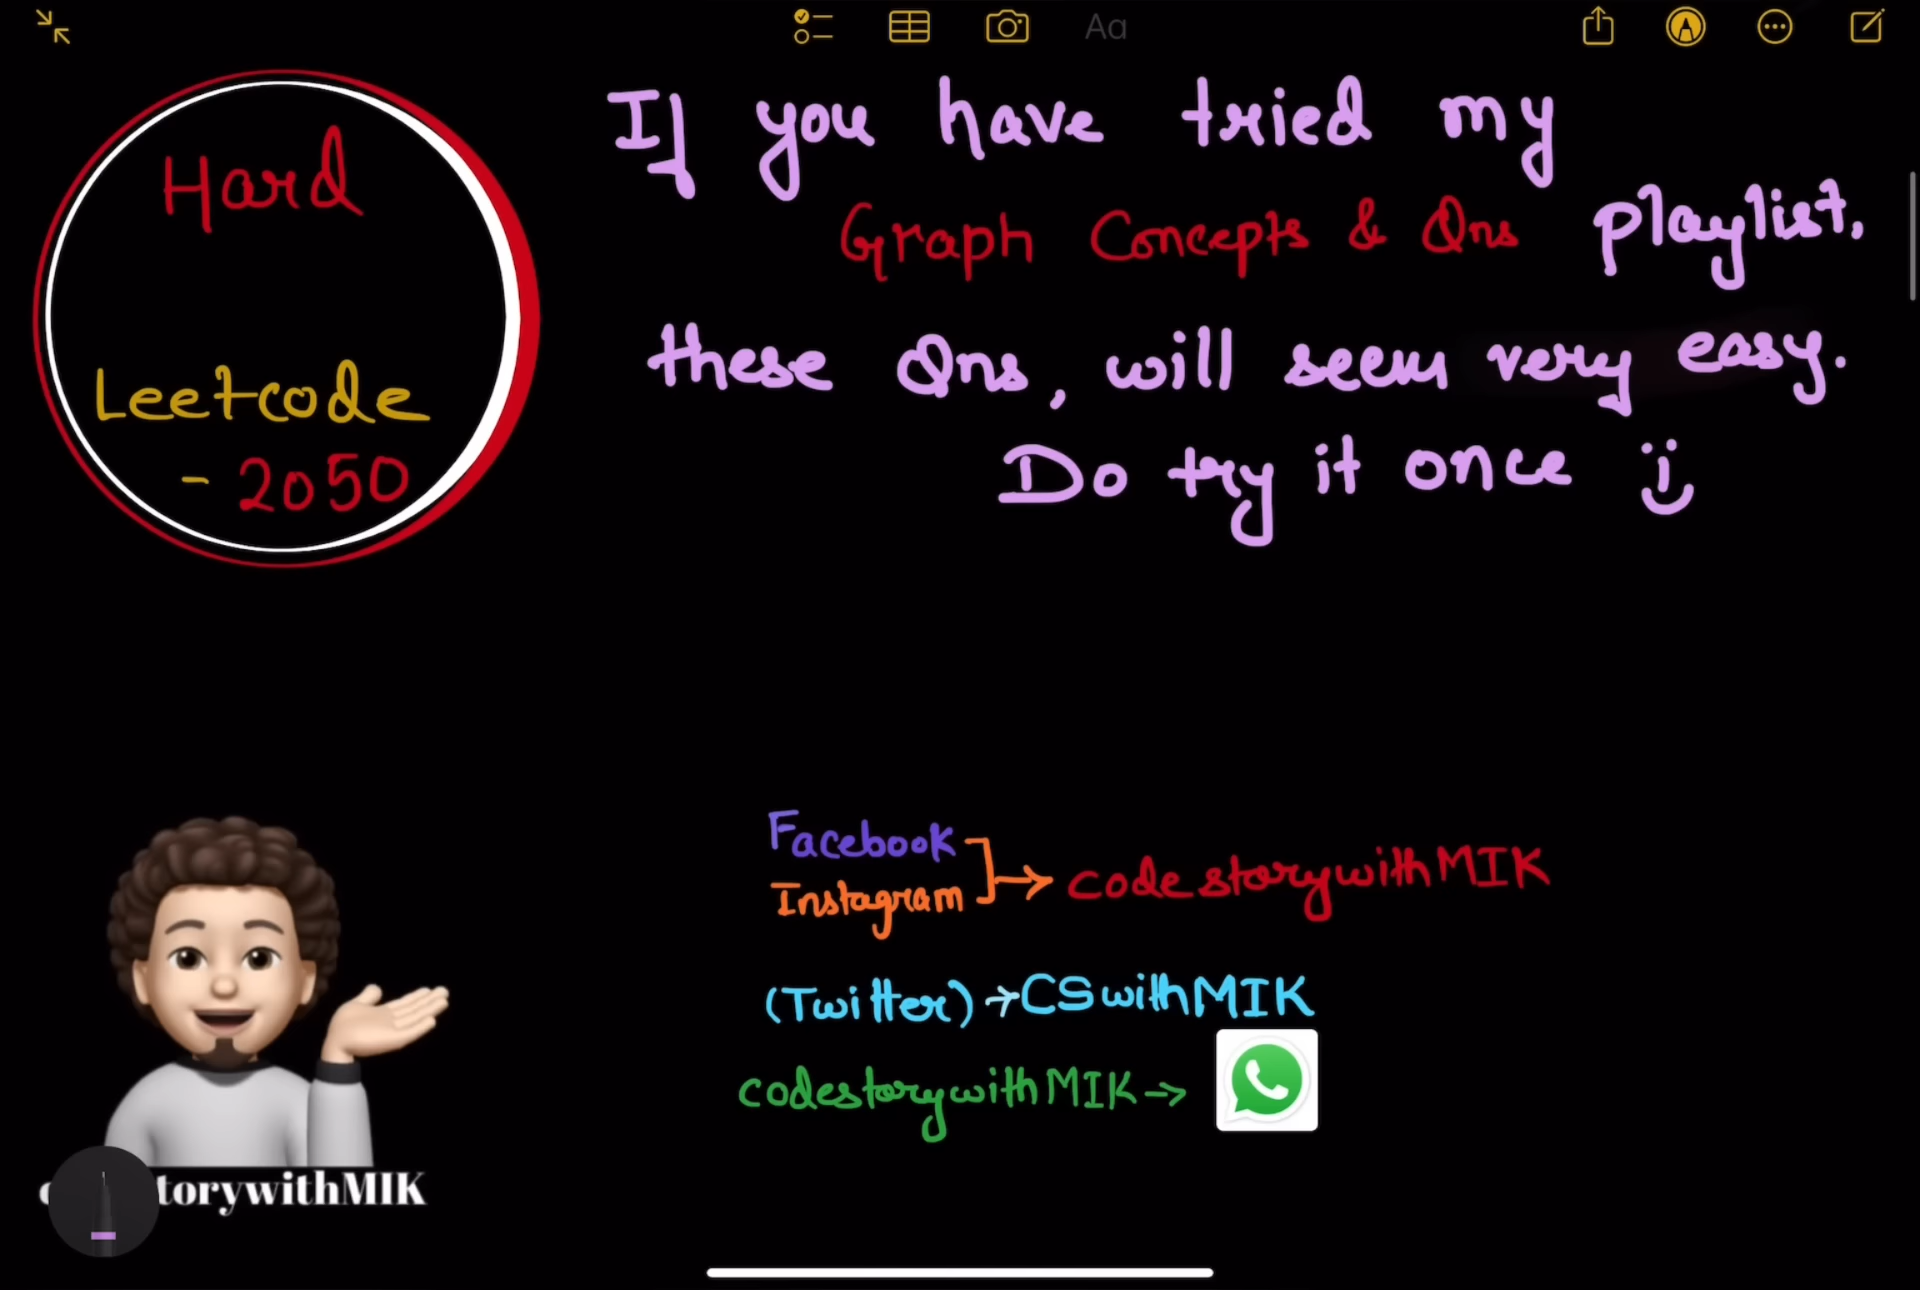 Aa
Hard
Leetcode
- 2050
If you have tried my
Graph Concepts & Qns playlist,
these Qns, will seem very easy.
Do try it once
Facebook
Instagram → codestorywithMIK
(Twitter) → CSwithMIK
codestorywithMIK →
torywithMIK